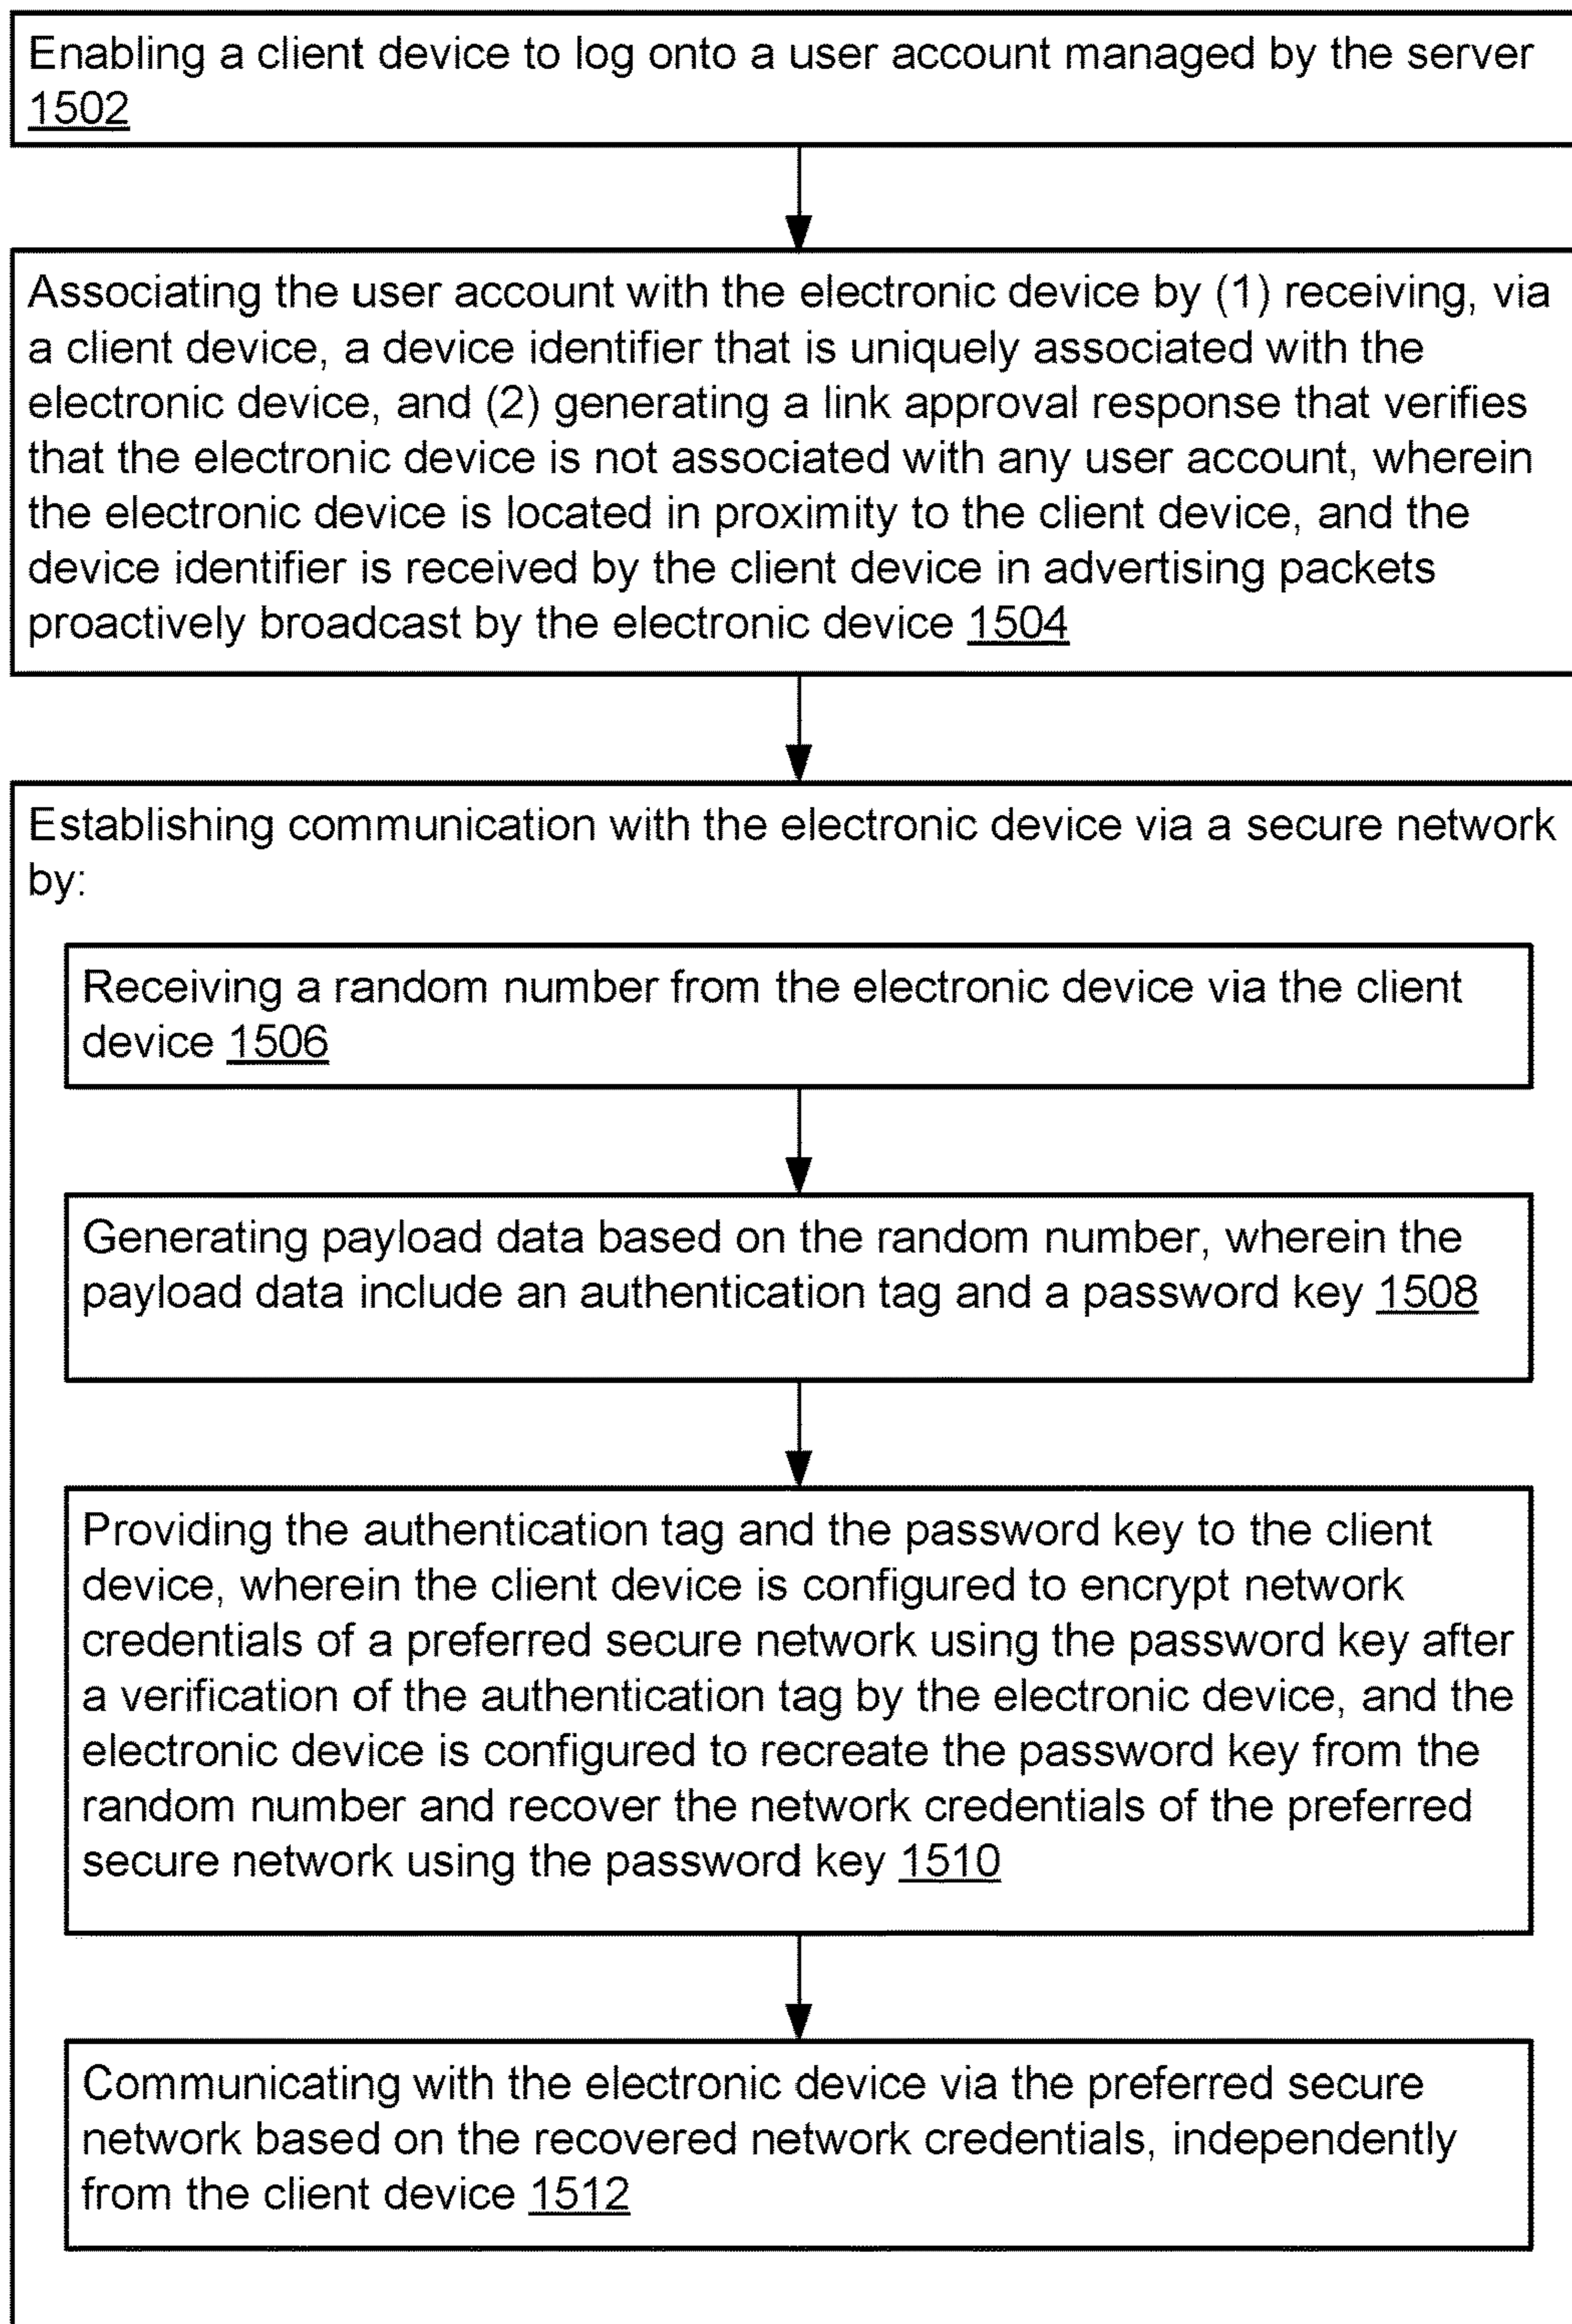 Enabling a client device to log onto a user account managed by the server
1502
Associating the user account with the electronic device by (1) receiving, via
a client device, a device identifier that is uniquely associated with the
electronic device, and (2) generating a link approval response that verifies
that the electronic device is not associated with any user account, wherein
the electronic device is located in proximity to the client device, and the
device identifier is received by the client device in advertising packets
proactively broadcast by the electronic device 1504
Establishing communication with the electronic device via a secure network
by:
Receiving a random number from the electronic device via the client
device 1506
Generating payload data based on the random number, wherein the
payload data include an authentication tag and a password key 1508
Providing the authentication tag and the password key to the client
device, wherein the client device is configured to encrypt network
credentials of a preferred secure network using the password key after
a verification of the authentication tag by the electronic device, and the
electronic device is configured to recreate the password key from the
random number and recover the network credentials of the preferred
secure network using the password key 1510
Communicating with the electronic device via the preferred secure
network based on the recovered network credentials, independently
from the client device 1512